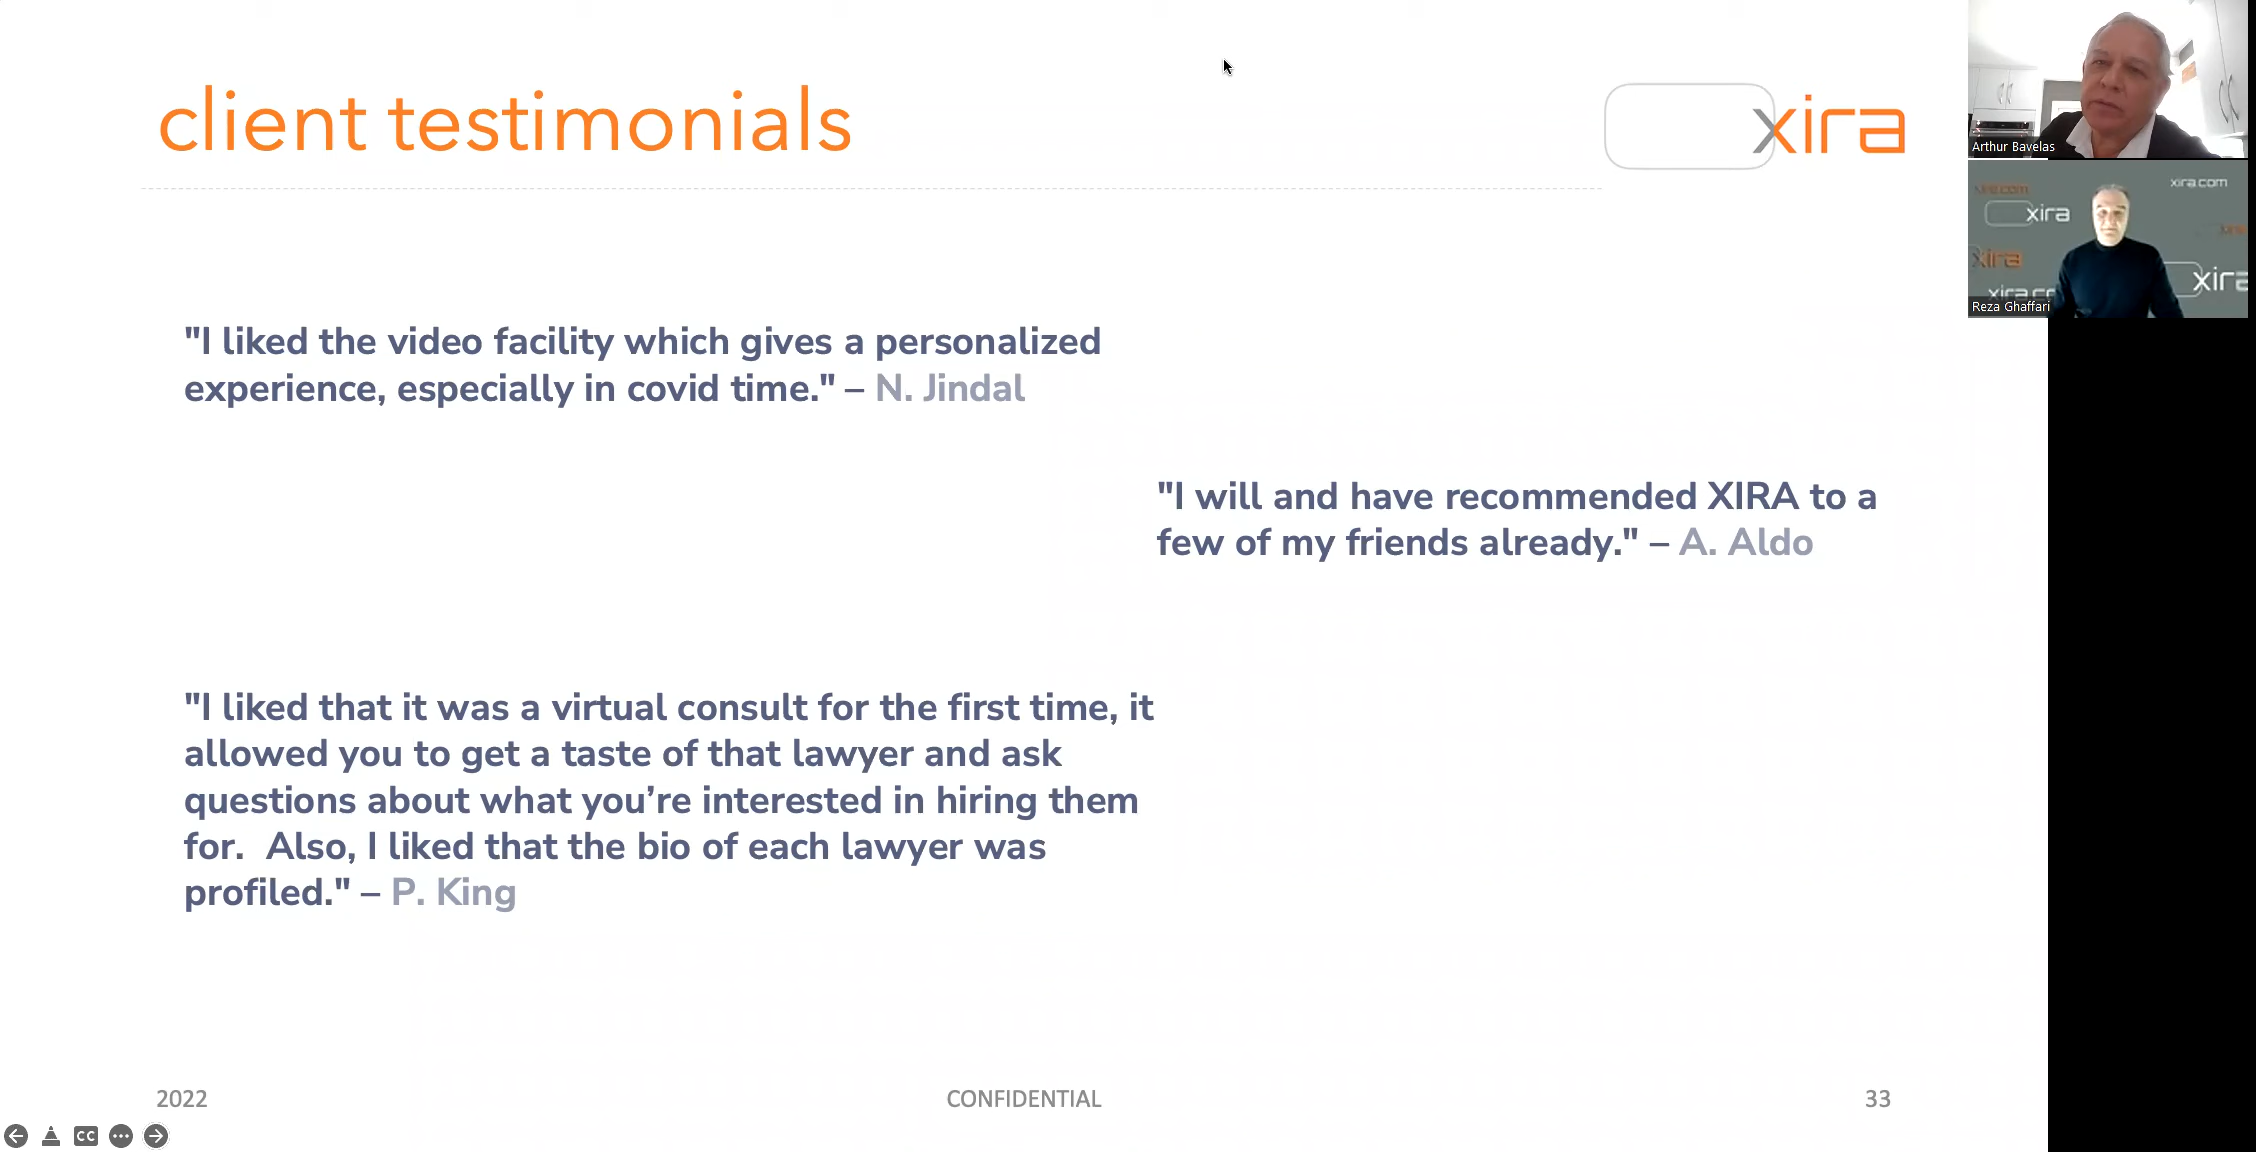 client testimonials
xira
"I liked the video facility which gives a personalized
experience, especially in covid time." – N. Jindal
"I will and have recommended XIRA to a
few of my friends already." – A. Aldo
"I liked that it was a virtual consult for the first time, it
allowed you to get a taste of that lawyer and ask
questions about what you’re interested in hiring them
for.  Also, I liked that the bio of each lawyer was
profiled." – P. King
2022
CONFIDENTIAL
33
CC
Arthur Bavelas
xira.com
xira
xira
Reza Ghaffari